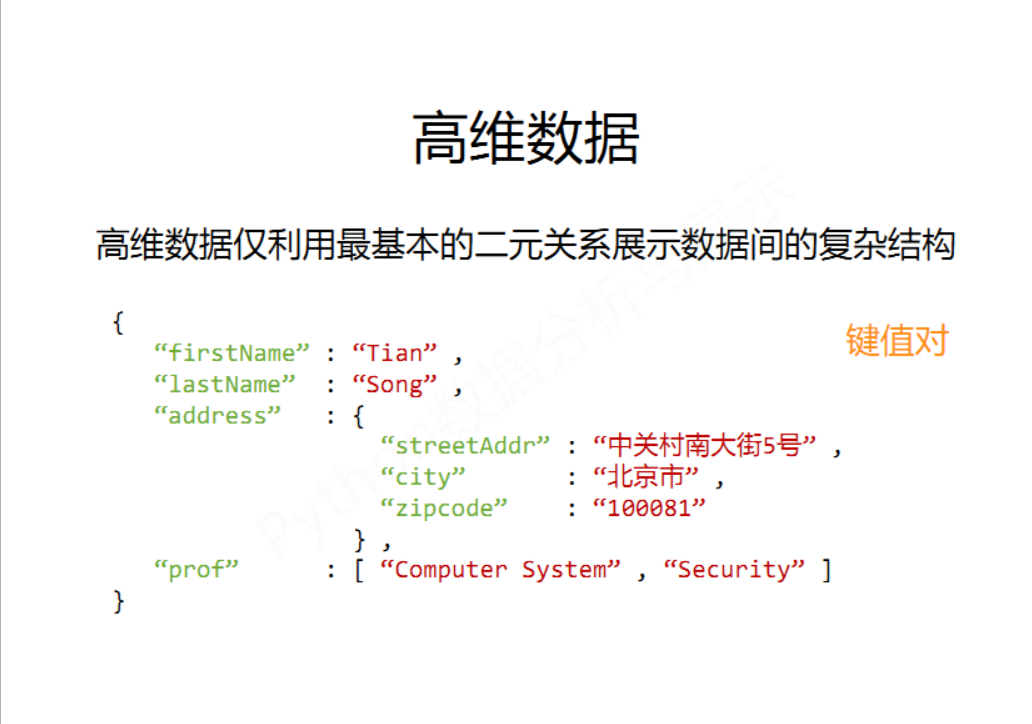 高维数据
高维数据仅利用最基本的二元关系展示数据间的复杂结构
{
键值对
“firstName” : “Tian” ,
“lastName” : “Song” ,
“address” : {
“streetAddr” : “中关村南大街5号” ,
“city” : “北京市” ,
“zipcode” : “100081”
} ,
“prof” : [ “Computer System” , “Security” ]
}
Python数据分析与展示